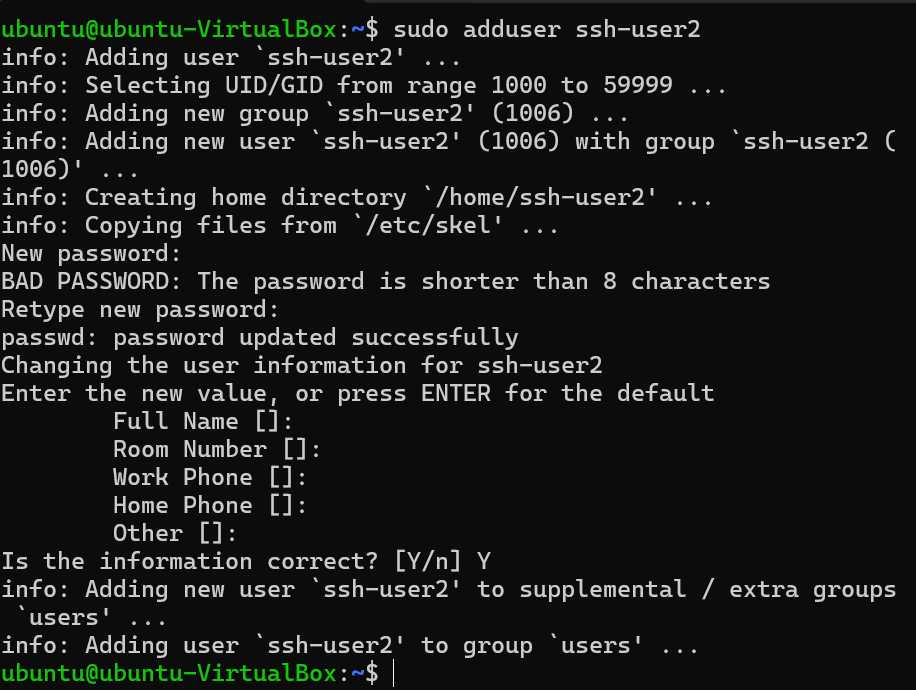 ubuntu@ubuntu-VirtualBox:~$ sudo adduser ssh-user2
info: Adding user `ssh-user2' ...
info: Selecting UID/GID from range 1000 to 59999 ...
info: Adding new group `ssh-user2' (1006) ...
info: Adding new user `ssh-user2' (1006) with group `ssh-user2 (
1006)' ...
info: Creating home directory `/home/ssh-user2' ...
info: Copying files from `/etc/skel' ...
New password:
BAD PASSWORD: The password is shorter than 8 characters
Retype new password:
passwd: password updated successfully
Changing the user information for ssh-user2
Enter the new value, or press ENTER for the default
        Full Name []:
        Room Number []:
        Work Phone []:
        Home Phone []:
        Other []:
Is the information correct? [Y/n] Y
info: Adding new user `ssh-user2' to supplemental / extra groups
 `users' ...
info: Adding user `ssh-user2' to group `users' ...
ubuntu@ubuntu-VirtualBox:~$